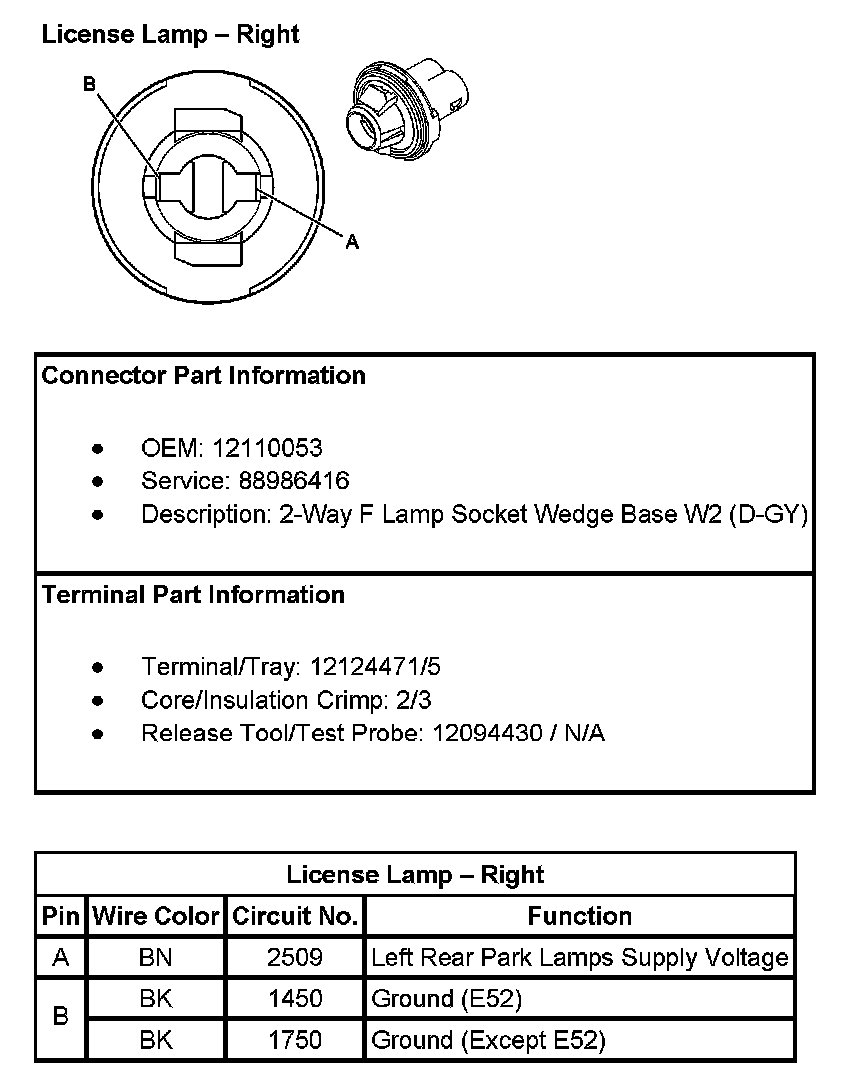 License Lamp – Right
B
A
Connector Part Information
● OEM: 12110053
● Service: 88986416
● Description: 2-Way F Lamp Socket Wedge Base W2 (D-GY)
Terminal Part Information
● Terminal/Tray: 12124471/5
● Core/Insulation Crimp: 2/3
● Release Tool/Test Probe: 12094430 / N/A
License Lamp – Right
Pin Wire Color Circuit No. Function
A BN 2509 Left Rear Park Lamps Supply Voltage
B BK 1450 Ground (E52)
BK 1750 Ground (Except E52)